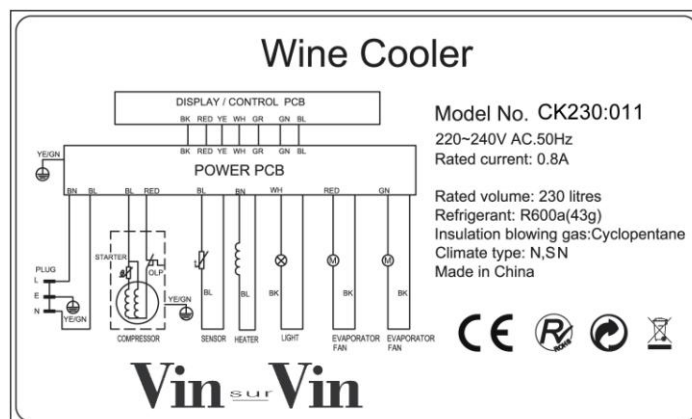 Wine Cooler
DISPLAY / CONTROL PCB
BK RED YE WH GR GN BL
BK RED YE WH GR GN BL
YE/GN
POWER PCB
BN BL BL RED BL BN WH RED GN
STARTER
OLP
PLUG
L
E
N
YE/GN
YE/GN
M M
BL BL BK BK BK
COMPRESSOR SENSOR HEATER LIGHT EVAPORATOR FAN EVAPORATOR FAN
Model No. CK230:011
220~240V AC.50Hz
Rated current: 0.8A
Rated volume: 230 litres
Refrigerant: R600a(43g)
Insulation blowing gas:Cyclopentane
Climate type: N,SN
Made in China
CE
R
ROHS
Vin sur Vin